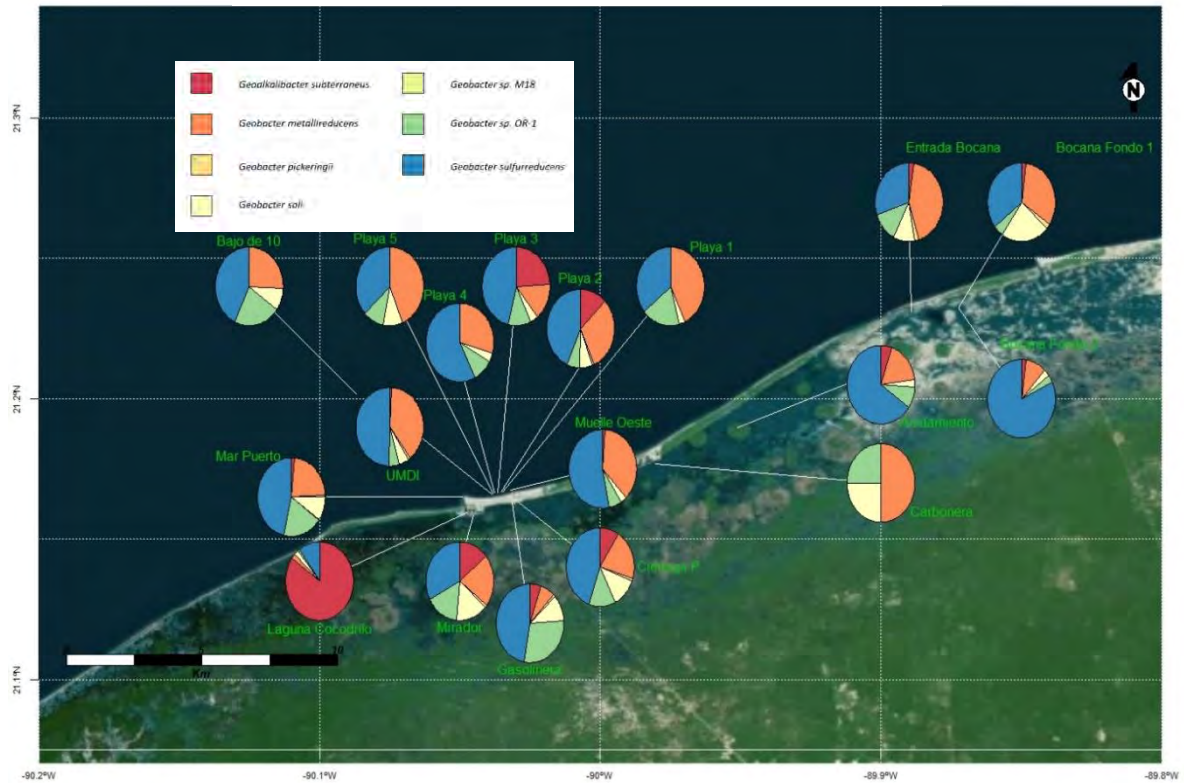 Geoalkalibacter subterraneus
Geobacter sp. M18
Geobacter metallireducens
Geobacter sp. OR-1
Geobacter pickeringii
Geobacter sulfurreducens
Geobacter soli
N
Entrada Bocana
Bocana Fondo 1
Bajo de 10
Playa 5
Playa 3
Playa 1
Playa 2
Playa 4
Muelle Oeste
Mar Puerto
UMDI
Carbonera
Laguna Cocodrilo
Mirador
Gasolinera
10
Km
21.3°N
21.2°N
21.1°N
-90.2°W
-90.1°W
-90°W
-89.9°W
-89.8°W